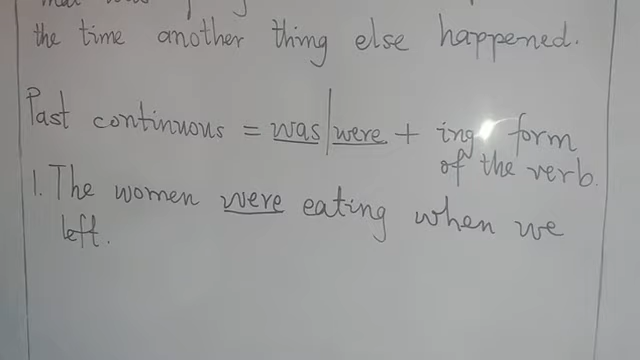 the time another thing else happened.
Past continuous = was/were + ing form
of the verb.
1. The women were eating when we
left.